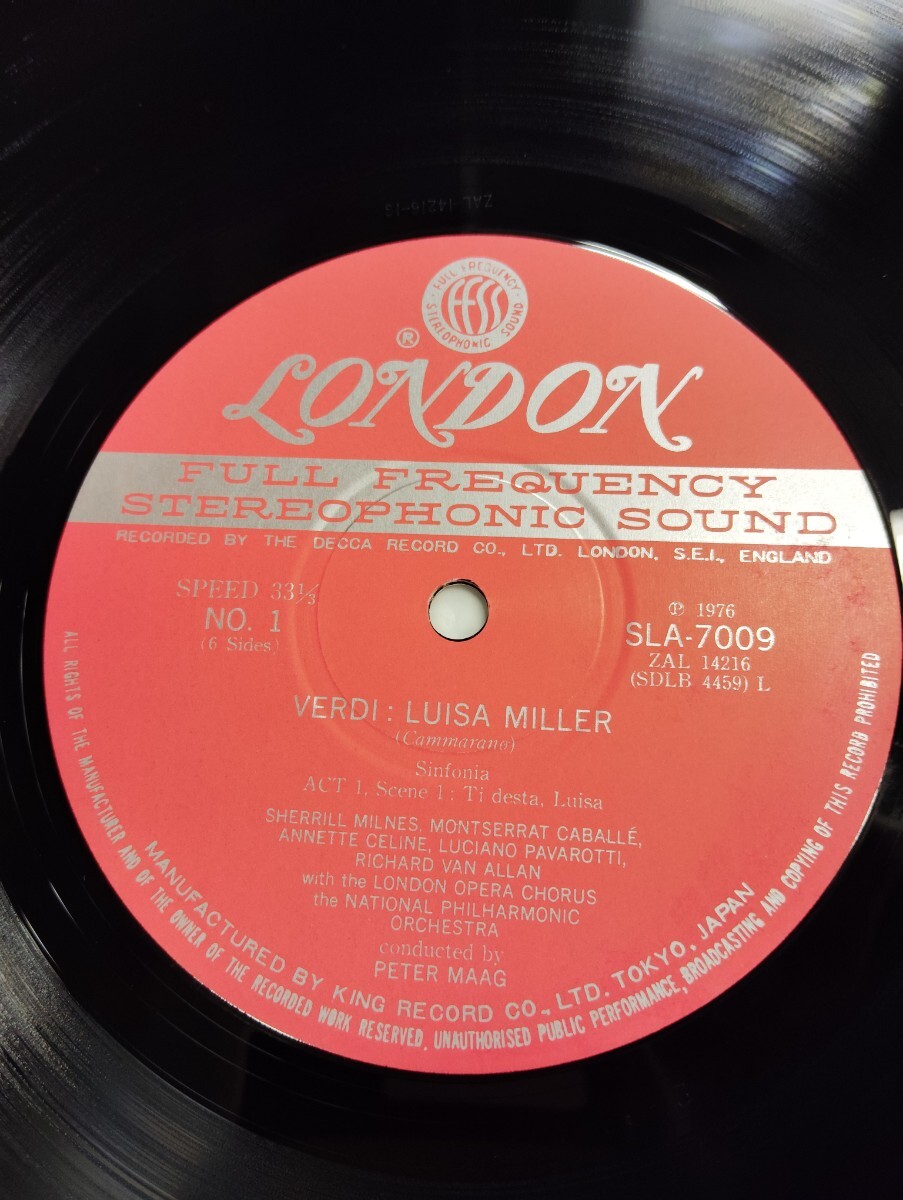 ZAL-14216-13
FULL FREQUENCY
STEREOPHONIC SOUND
®
LONDON
FULL FREQUENCY
STEREOPHONIC SOUND
RECORDED BY THE DECCA RECORD CO., LTD. LONDON, S.E.I., ENGLAND
SPEED 33⅓
NO. 1
(6 Sides)
℗ 1976
SLA-7009
ZAL 14216
(SDLB 4459) L
VERDI : LUISA MILLER
(Cammarano)
Sinfonia
ACT 1, Scene 1 : Ti desta, Luisa
SHERRILL MILNES, MONTSERRAT CABALLÉ,
ANNETTE CELINE, LUCIANO PAVAROTTI,
RICHARD VAN ALLAN
with the LONDON OPERA CHORUS
the NATIONAL PHILHARMONIC
ORCHESTRA
conducted by
PETER MAAG
MANUFACTURED BY KING RECORD CO., LTD. TOKYO, JAPAN
ALL RIGHTS OF THE MANUFACTURER AND OF THE OWNER OF THE RECORDED WORK RESERVED. UNAUTHORISED PUBLIC PERFORMANCE, BROADCASTING AND COPYING OF THIS RECORD PROHIBITED